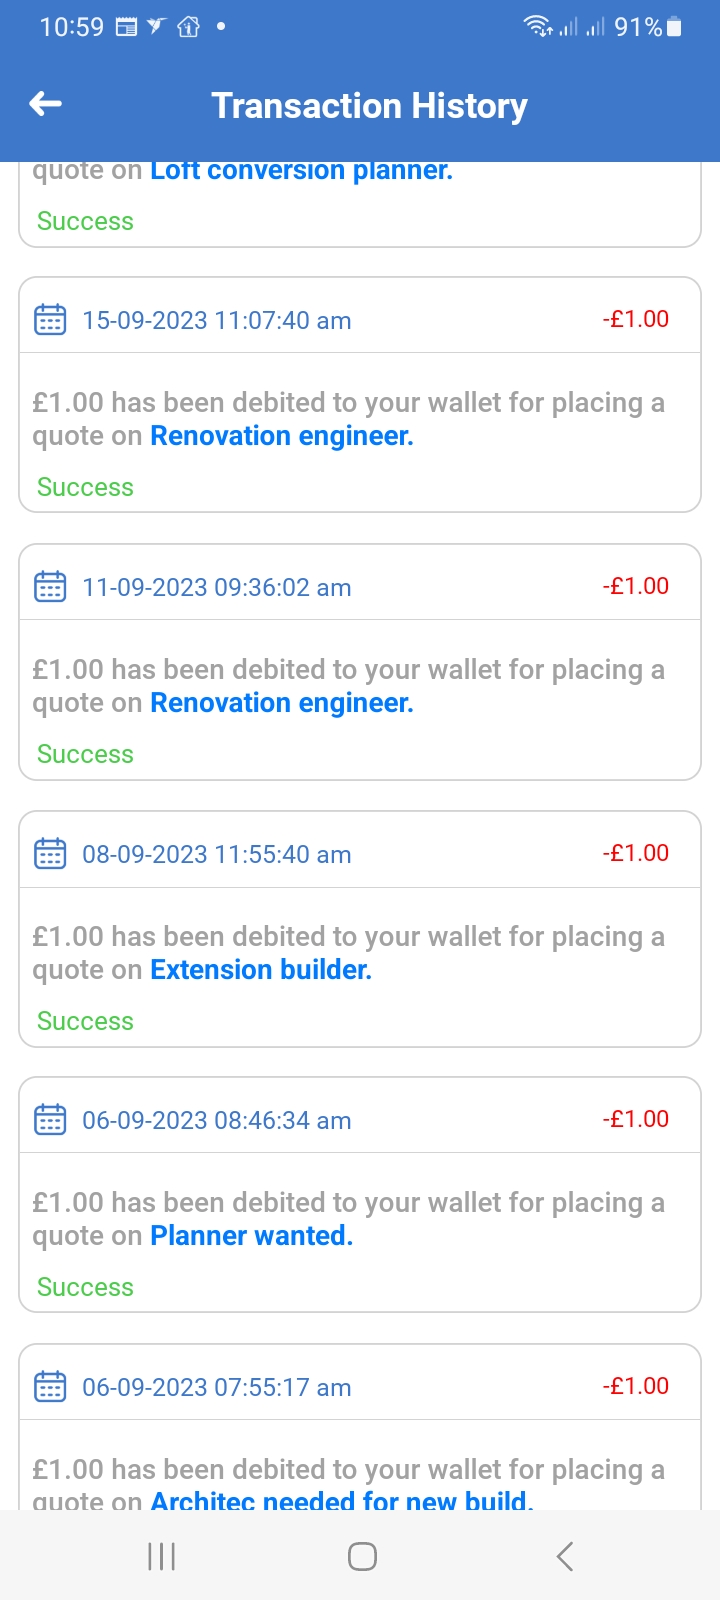 10:59
91%
Transaction History
quote on Loft conversion planner.
Success
15-09-2023 11:07:40 am
-£1.00
£1.00 has been debited to your wallet for placing a
quote on Renovation engineer.
Success
11-09-2023 09:36:02 am
-£1.00
£1.00 has been debited to your wallet for placing a
quote on Renovation engineer.
Success
08-09-2023 11:55:40 am
-£1.00
£1.00 has been debited to your wallet for placing a
quote on Extension builder.
Success
06-09-2023 08:46:34 am
-£1.00
£1.00 has been debited to your wallet for placing a
quote on Planner wanted.
Success
06-09-2023 07:55:17 am
-£1.00
£1.00 has been debited to your wallet for placing a
quote on Architec needed for new build.